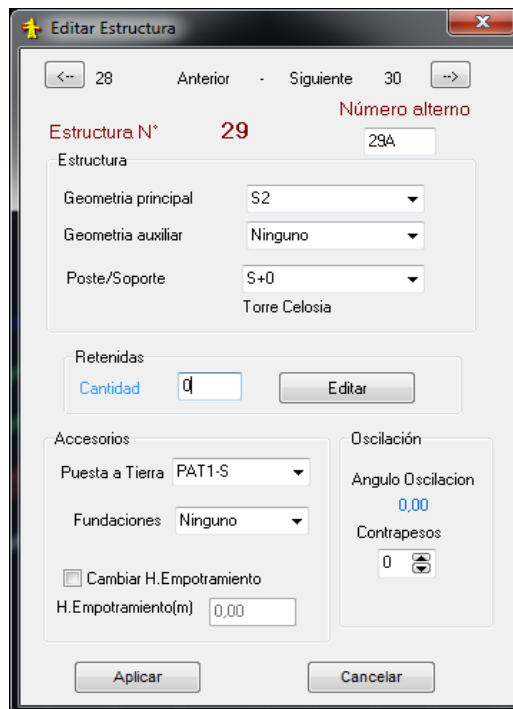 Editar Estructura
<-- 28 Anterior - Siguiente 30 -->
Número alterno
Estructura N° 29 29A
Estructura
Geometria principal S2
Geometria auxiliar Ninguno
Poste/Soporte S+0
Torre Celosia
Retenidas
Cantidad 0 Editar
Accesorios
Puesta a Tierra PAT1-S
Fundaciones Ninguno
Cambiar H.Empotramiento
H.Empotramiento(m) 0,00
Oscilación
Angulo Oscilacion
0,00
Contrapesos
0
Aplicar Cancelar